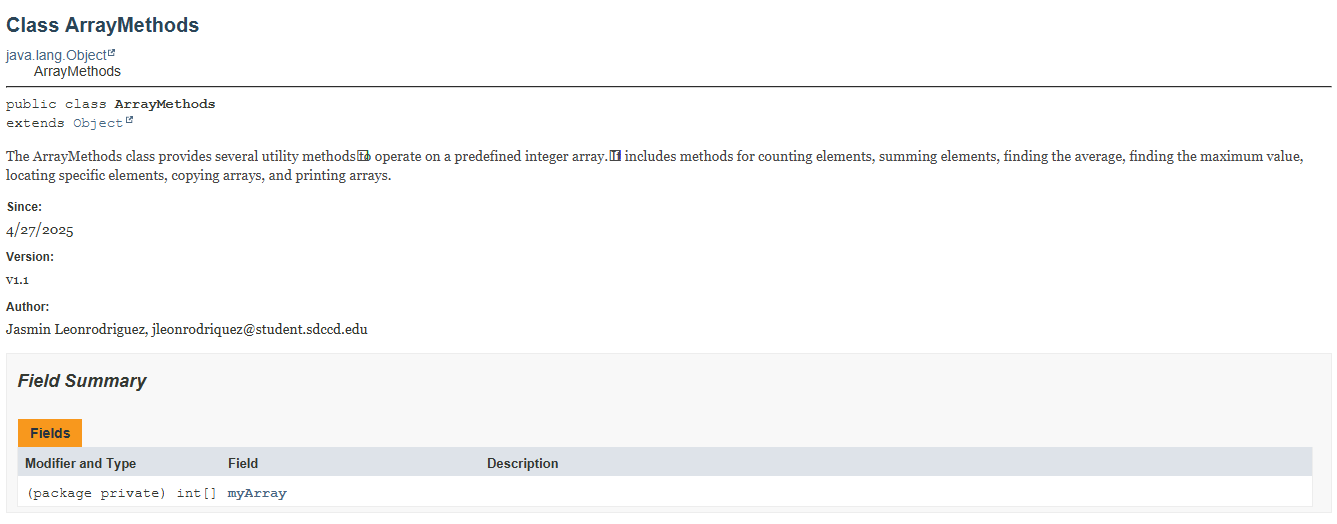 Class ArrayMethods
java.lang.Object
ArrayMethods
public class ArrayMethods
extends Object
The ArrayMethods class provides several utility methods to operate on a predefined integer array. It includes methods for counting elements, summing elements, finding the average, finding the maximum value,
locating specific elements, copying arrays, and printing arrays.
Since:
4/27/2025
Version:
V1.1
Author:
Jasmin Leonrodriguez, jleonrodriquez@student.sdccd.edu
Field Summary
Fields
Modifier and Type Field Description
(package private) int[] myArray